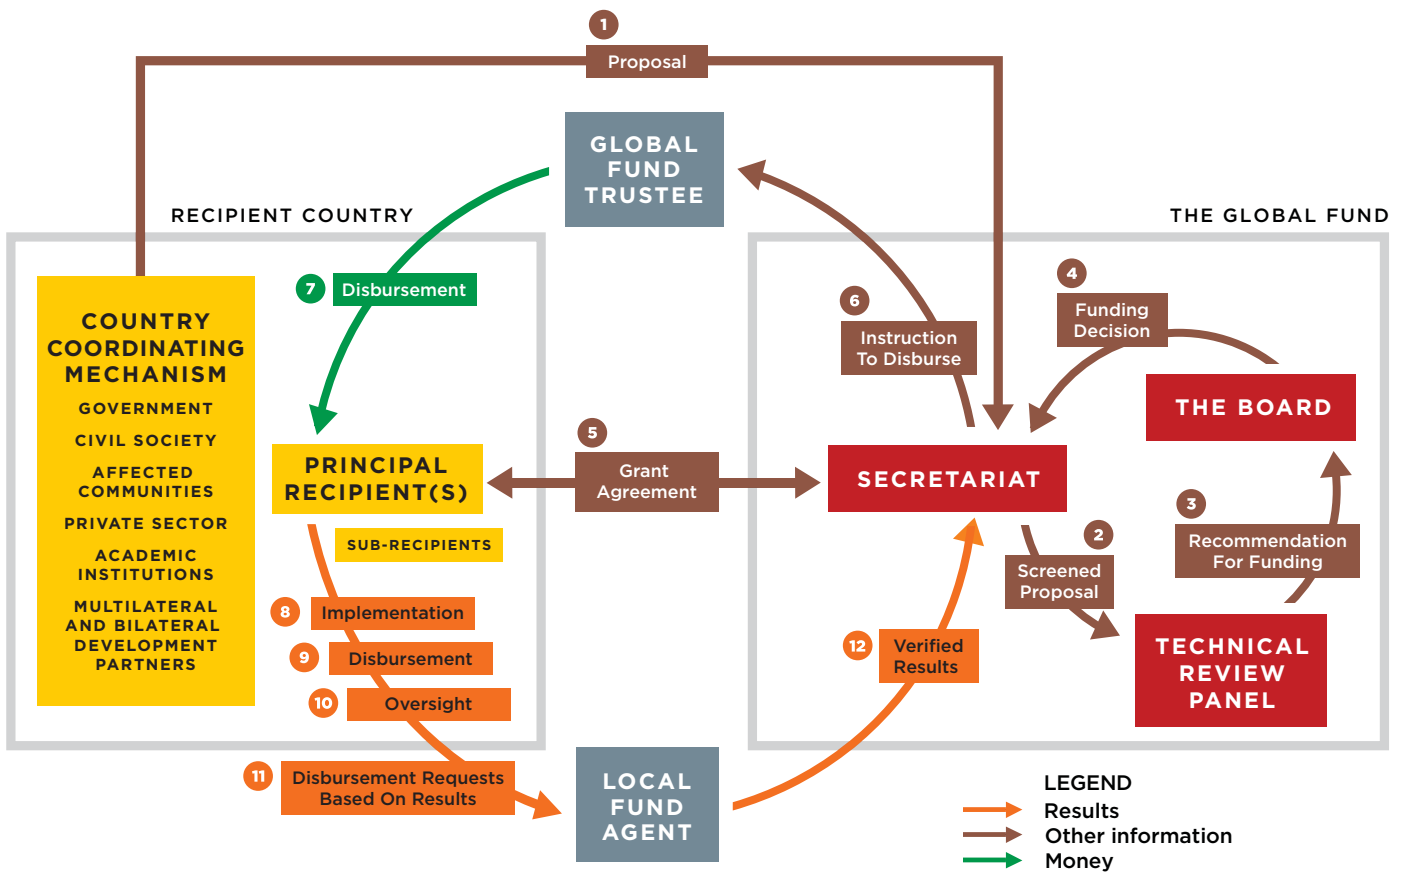 1
Proposal
GLOBAL
FUND
TRUSTEE
RECIPIENT COUNTRY
THE GLOBAL FUND
COUNTRY
COORDINATING
MECHANISM
GOVERNMENT
CIVIL SOCIETY
AFFECTED
COMMUNITIES
PRIVATE SECTOR
ACADEMIC
INSTITUTIONS
MULTILATERAL
AND BILATERAL
DEVELOPMENT
PARTNERS
7
Disbursement
6
Instruction
To Disburse
4
Funding
Decision
THE BOARD
PRINCIPAL
RECIPIENT(S)
SUB-RECIPIENTS
5
Grant
Agreement
SECRETARIAT
2
Screened
Proposal
3
Recommendation
For Funding
TECHNICAL
REVIEW
PANEL
8
Implementation
9
Disbursement
10
Oversight
11
Disbursement Requests
Based On Results
LOCAL
FUND
AGENT
12
Verified
Results
LEGEND
Results
Other information
Money